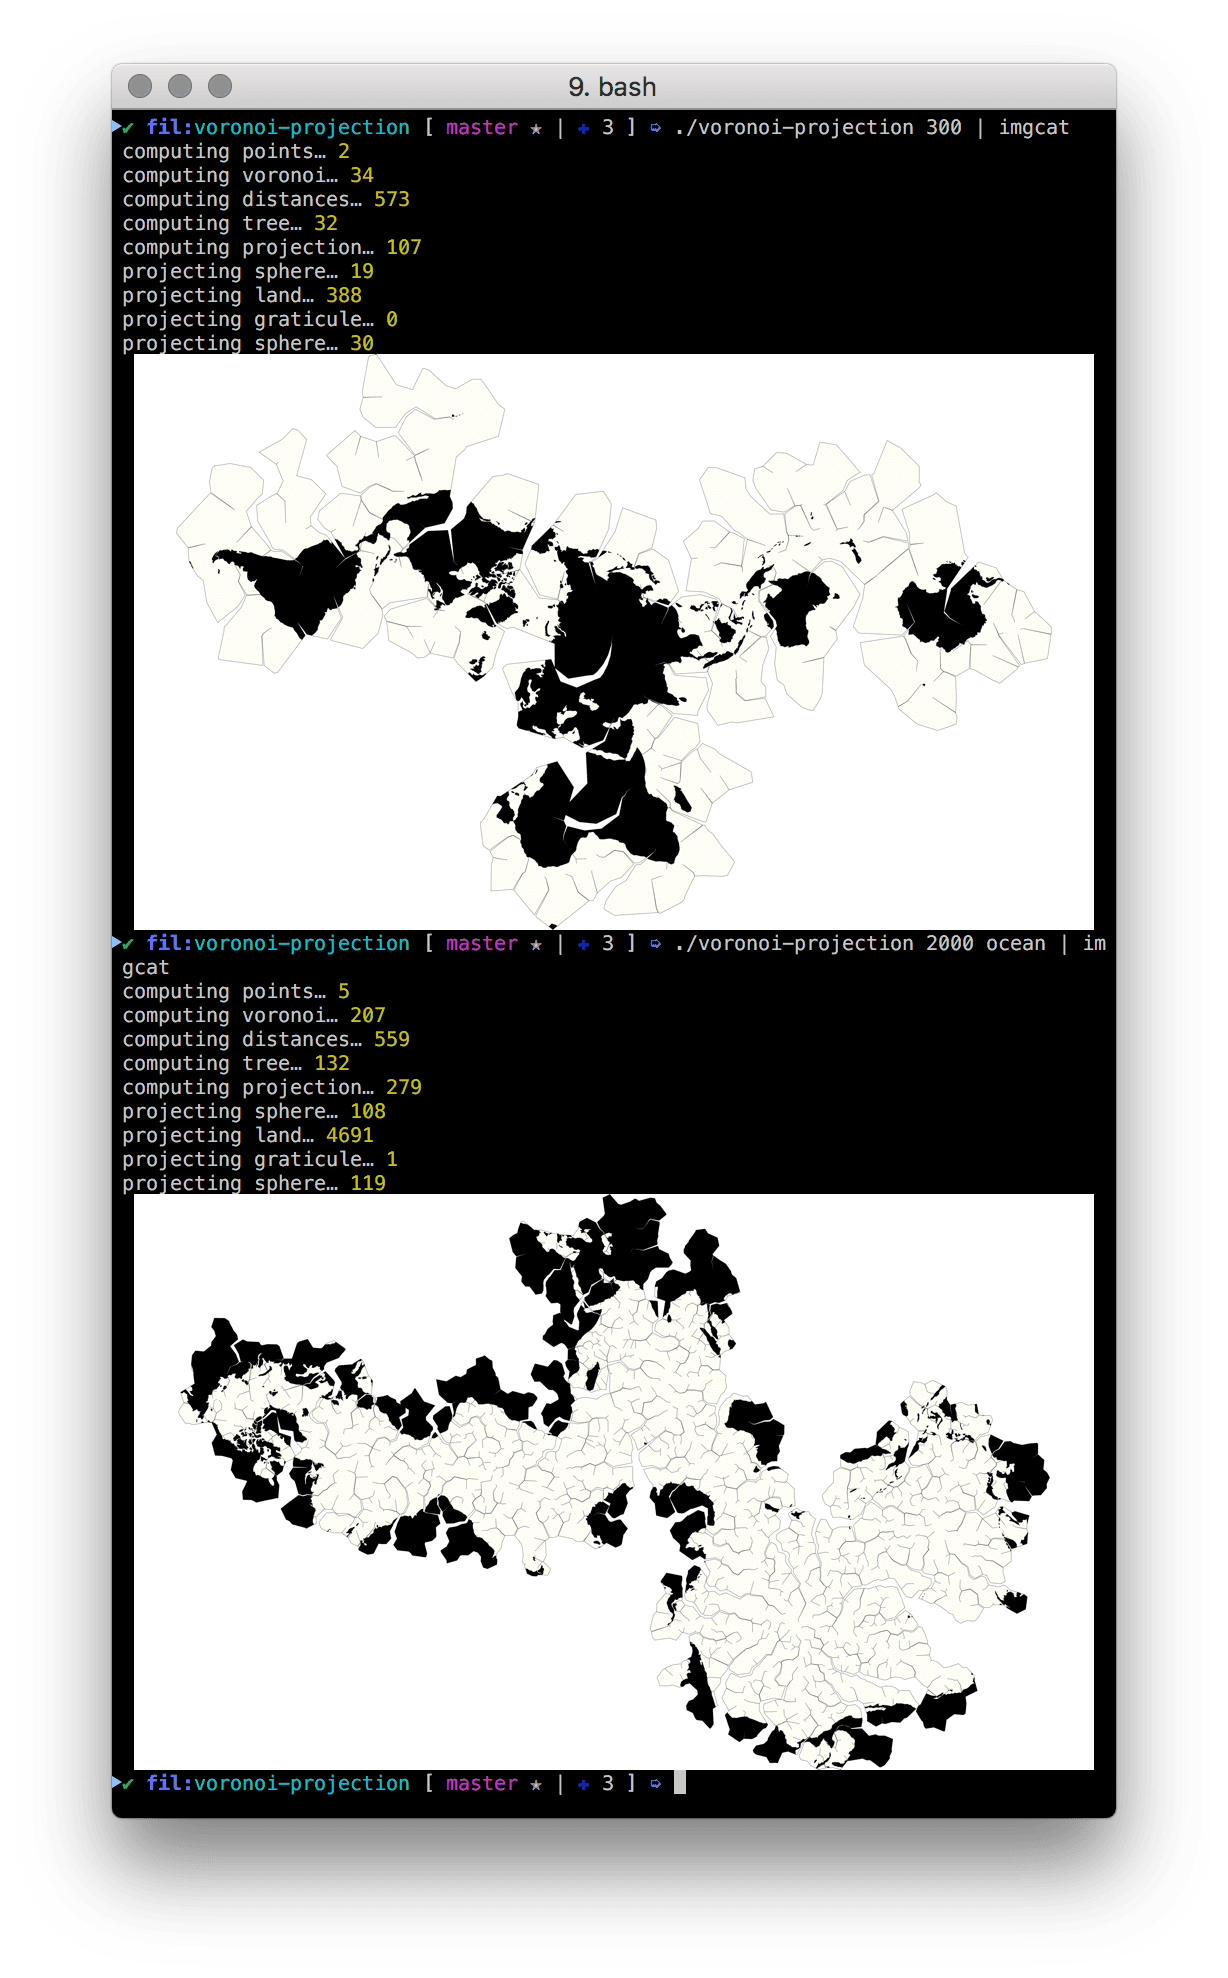 9. bash
✔ fil:voronoi-projection [ master ★ | ✚ 3 ] ➭ ./voronoi-projection 300 | imgcat
computing points… 2
computing voronoi… 34
computing distances… 573
computing tree… 32
computing projection… 107
projecting sphere… 19
projecting land… 388
projecting graticule… 0
projecting sphere… 30
✔ fil:voronoi-projection [ master ★ | ✚ 3 ] ➭ ./voronoi-projection 2000 ocean | im
gcat
computing points… 5
computing voronoi… 207
computing distances… 559
computing tree… 132
computing projection… 279
projecting sphere… 108
projecting land… 4691
projecting graticule… 1
projecting sphere… 119
✔ fil:voronoi-projection [ master ★ | ✚ 3 ] ➭